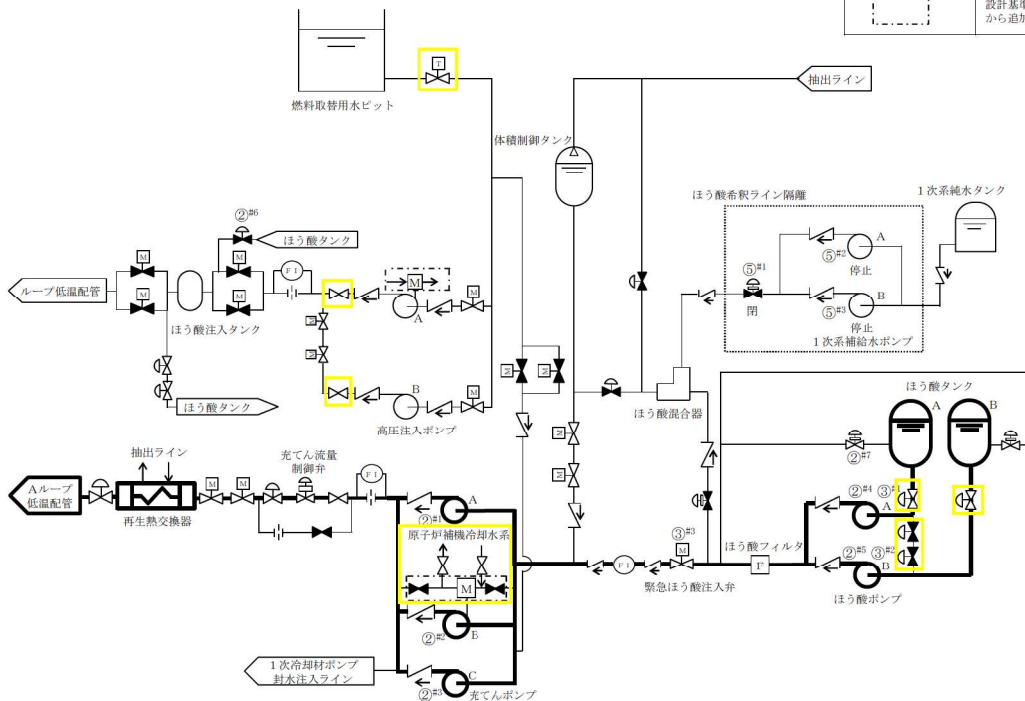 設計基準
から追加
T
燃料取替用水ピット
抽出ライン
体積制御タンク
ほう酸希釈ライン隔離
1次系純水タンク
②#6
ほう酸タンク
⑤#2
A
停止
⑤#1
閉
⑤#3
B
停止
1次系補給水ポンプ
M
M
FI
M
ループ低温配管
M
M
ほう酸注入タンク
A
M
M
M
ほう酸タンク
B
M
高圧注入ポンプ
M
M
ほう酸混合器
ほう酸タンク
A
B
M
M
②#7
抽出ライン
充てん流量
制御弁
FI
Aループ
低温配管
M
M
再生熱交換器
A
②#1
原子炉補機冷却水系
M
②#2
B
②#3
C
充てんポンプ
1次冷却材ポンプ
封水注入ライン
FI
③#3
M
緊急ほう酸注入弁
ほう酸フィルタ
F
②#4
③#1
A
②#5
③#2
B
ほう酸ポンプ